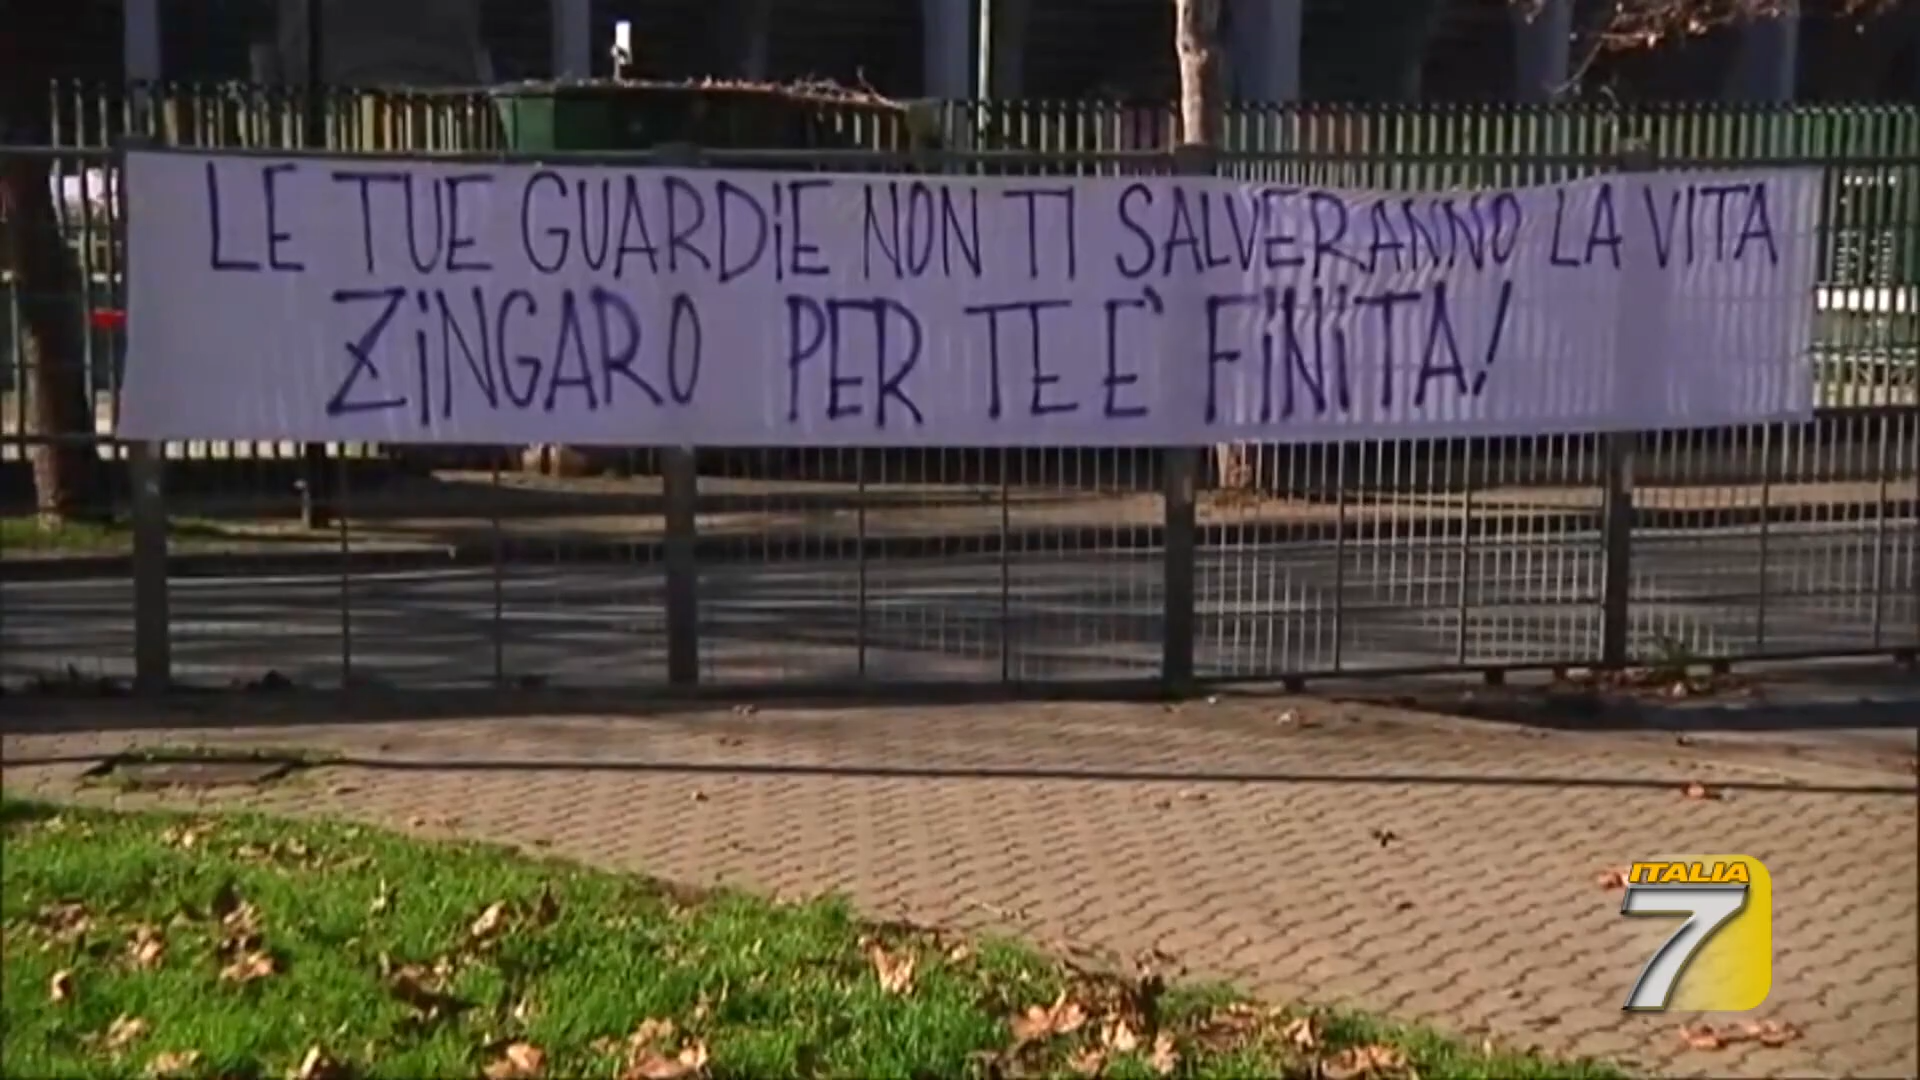 LE TUE GUARDiE NON TI SALVERANNO LA VITA
ZiNGARO PER TE E' FiNiTA!
ITALIA
7